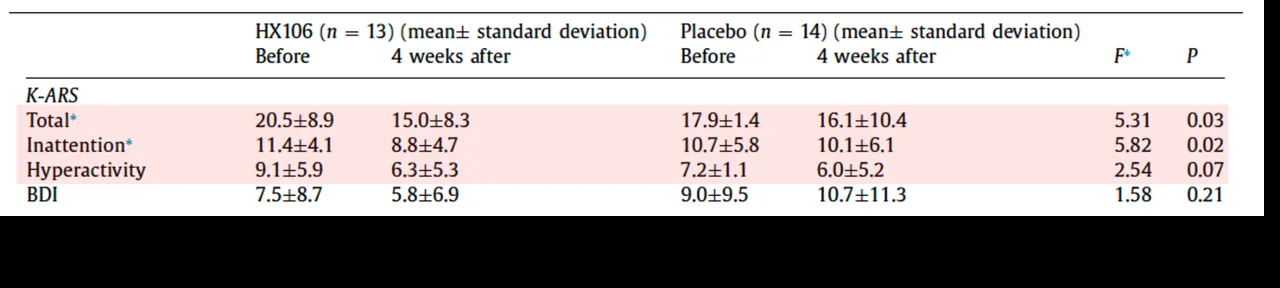 HX106 (n = 13) (mean± standard deviation) Placebo (n = 14) (mean± standard deviation)
Before 4 weeks after Before 4 weeks after F* P
K-ARS
Total* 20.5±8.9 15.0±8.3 17.9±1.4 16.1±10.4 5.31 0.03
Inattention* 11.4±4.1 8.8±4.7 10.7±5.8 10.1±6.1 5.82 0.02
Hyperactivity 9.1±5.9 6.3±5.3 7.2±1.1 6.0±5.2 2.54 0.07
BDI 7.5±8.7 5.8±6.9 9.0±9.5 10.7±11.3 1.58 0.21